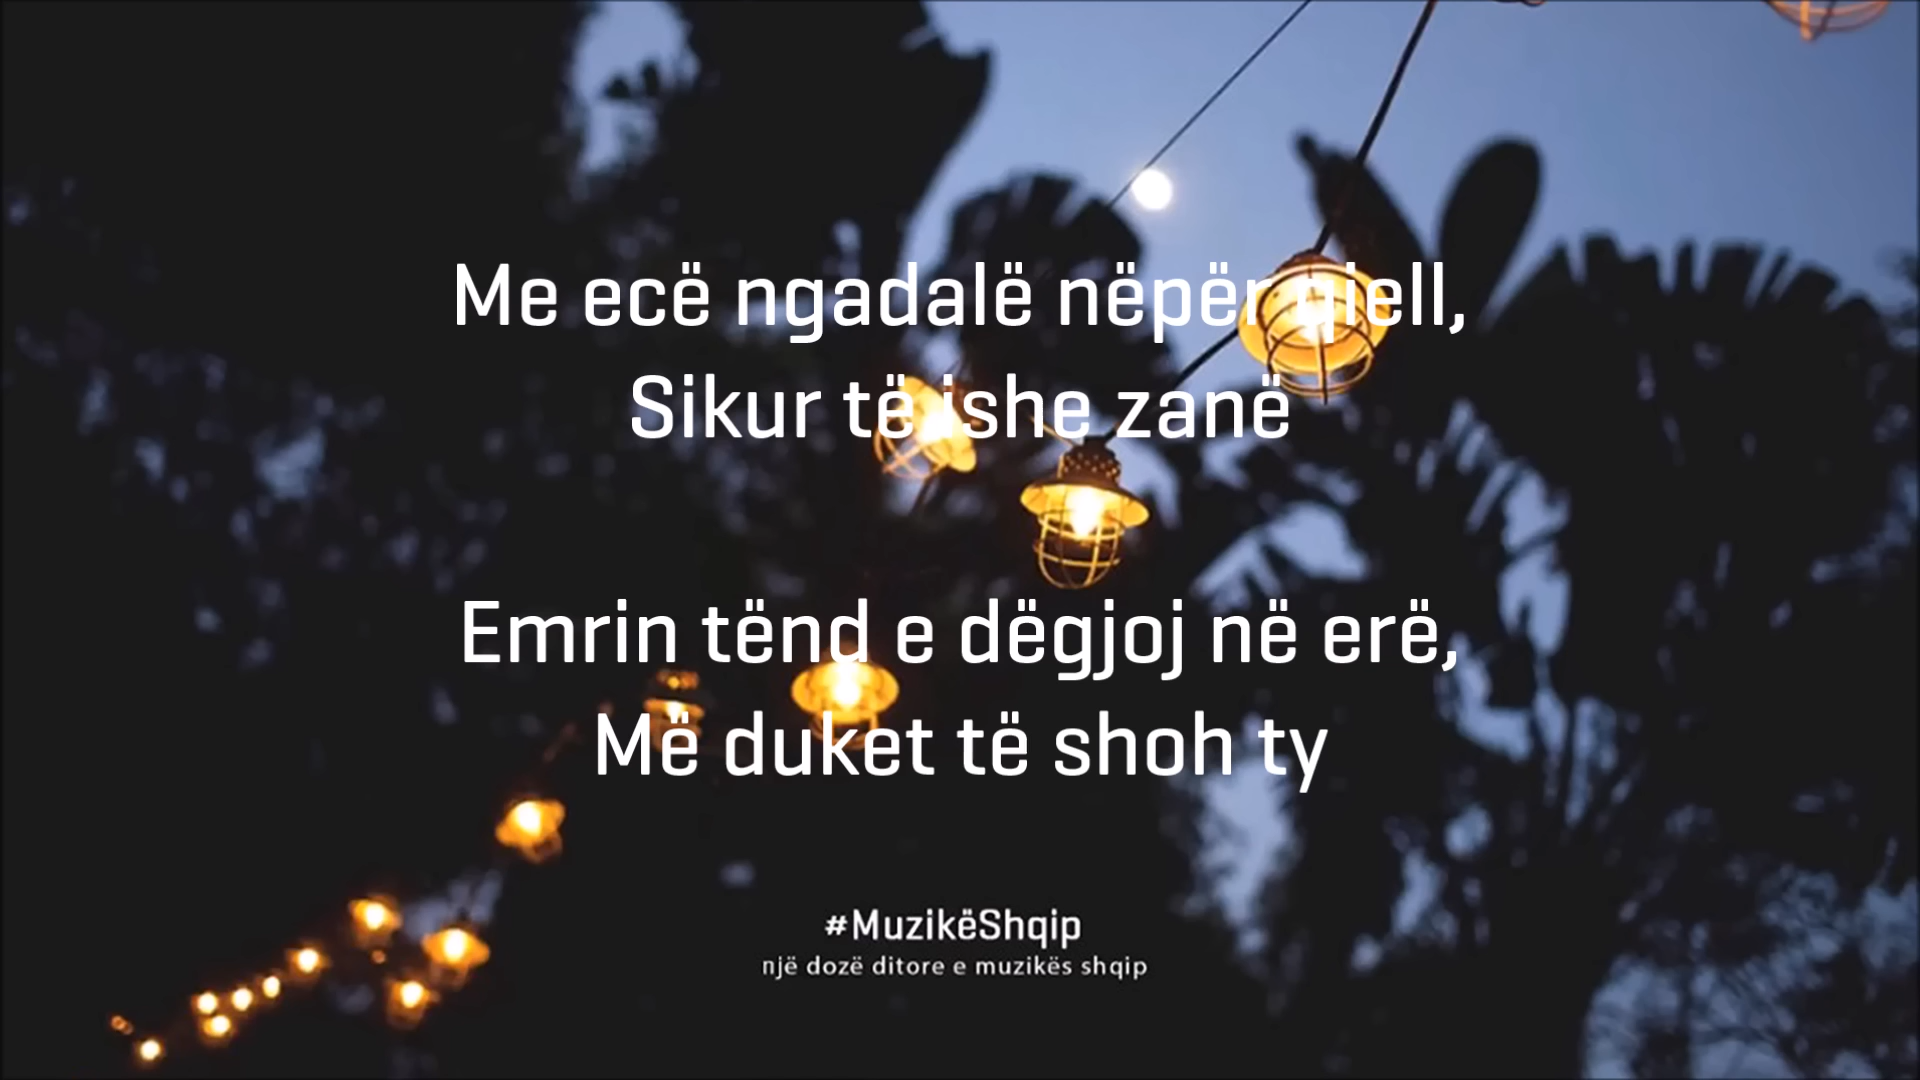 Me ecë ngadalë nëpër qiell,
Sikur të ishe zanë
Emrin tënd e dëgjoj në erë,
Më duket të shoh ty
#MuzikëShqip
një dozë ditore e muzikës shqip